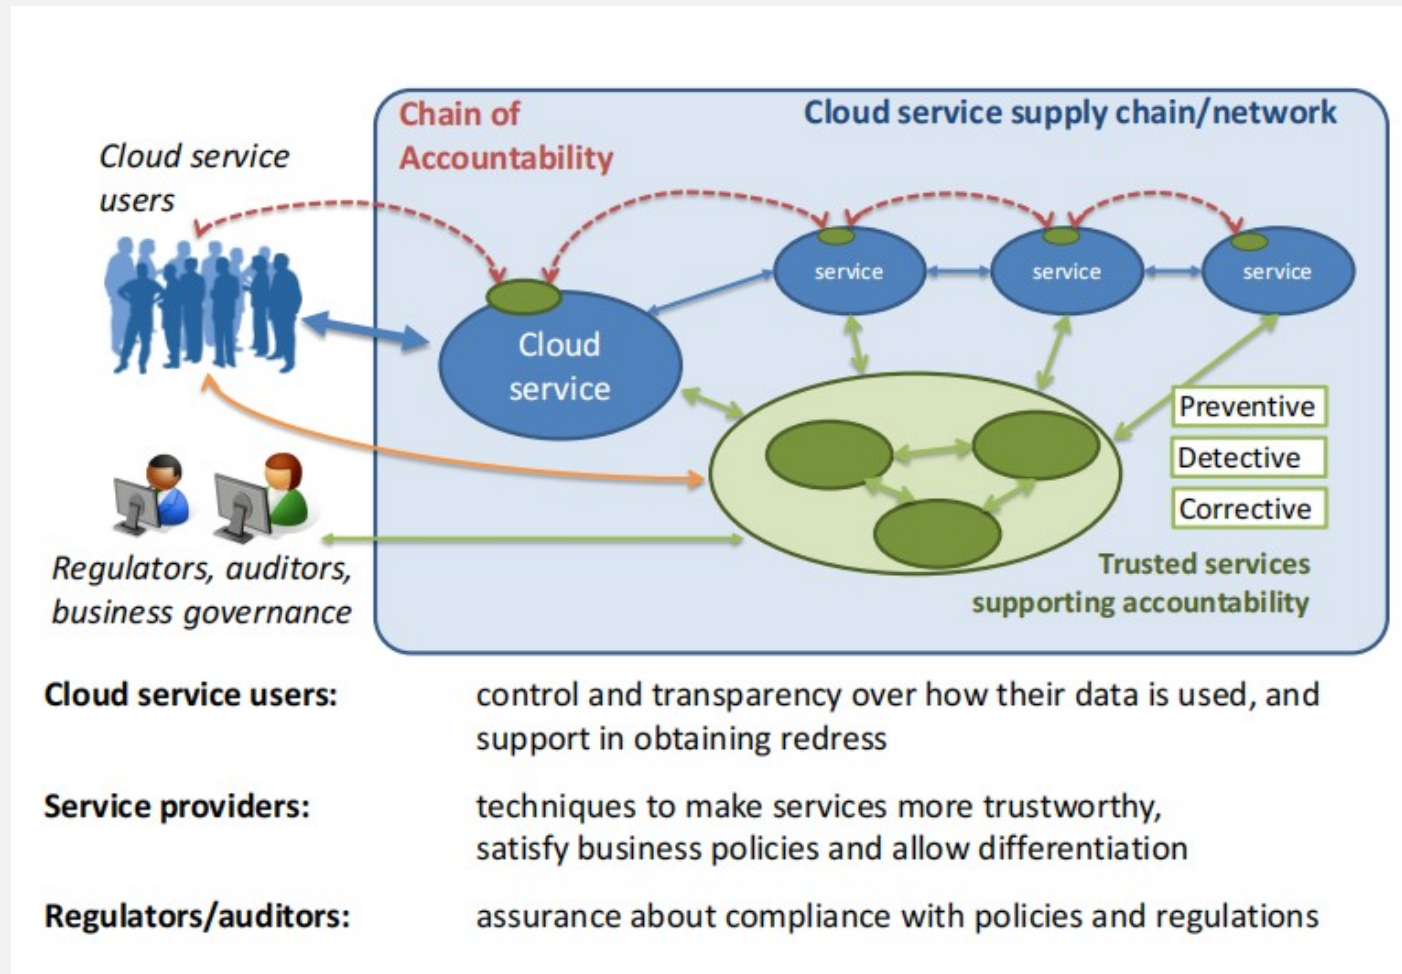 Chain of
Accountability
Cloud service supply chain/network
Cloud service
users
service
service
service
Cloud
service
Preventive
Detective
Corrective
Regulators, auditors,
business governance
Trusted services
supporting accountability
Cloud service users:
control and transparency over how their data is used, and
support in obtaining redress
Service providers:
techniques to make services more trustworthy,
satisfy business policies and allow differentiation
Regulators/auditors:
assurance about compliance with policies and regulations